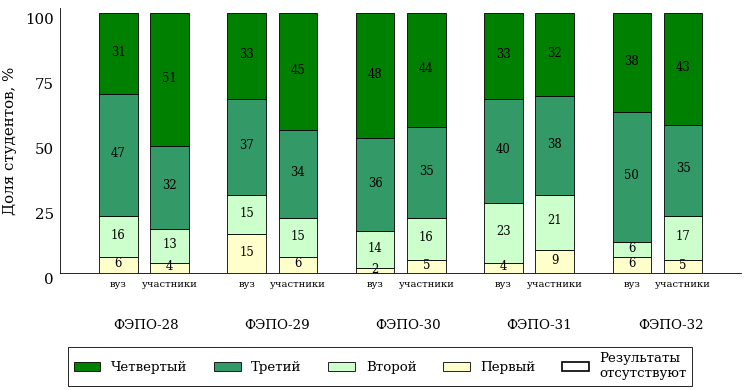 100
75
50
25
0
Доля студентов, %
31 51 33 45 48 44 33 32 38 43
47 32 37 34 36 35 40 38 50 35
16 13 15 15 14 16 23 21 6 17
6 4 15 6 2 5 4 9 6 5
вуз участники вуз участники вуз участники вуз участники вуз участники
ФЭПО-28 ФЭПО-29 ФЭПО-30 ФЭПО-31 ФЭПО-32
Четвертый Третий Второй Первый Результаты
отсутствуют